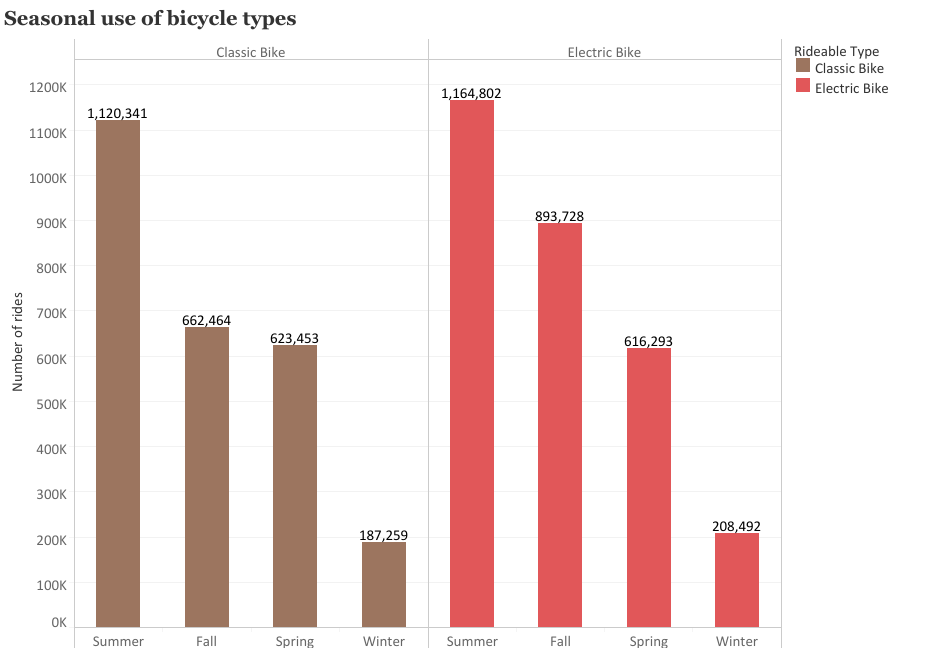 Seasonal use of bicycle types
Classic Bike
Electric Bike
Rideable Type
Classic Bike
Electric Bike
Number of rides
1200K
1100K
1000K
900K
800K
700K
600K
500K
400K
300K
200K
100K
0K
1,120,341
662,464
623,453
187,259
1,164,802
893,728
616,293
208,492
Summer
Fall
Spring
Winter
Summer
Fall
Spring
Winter